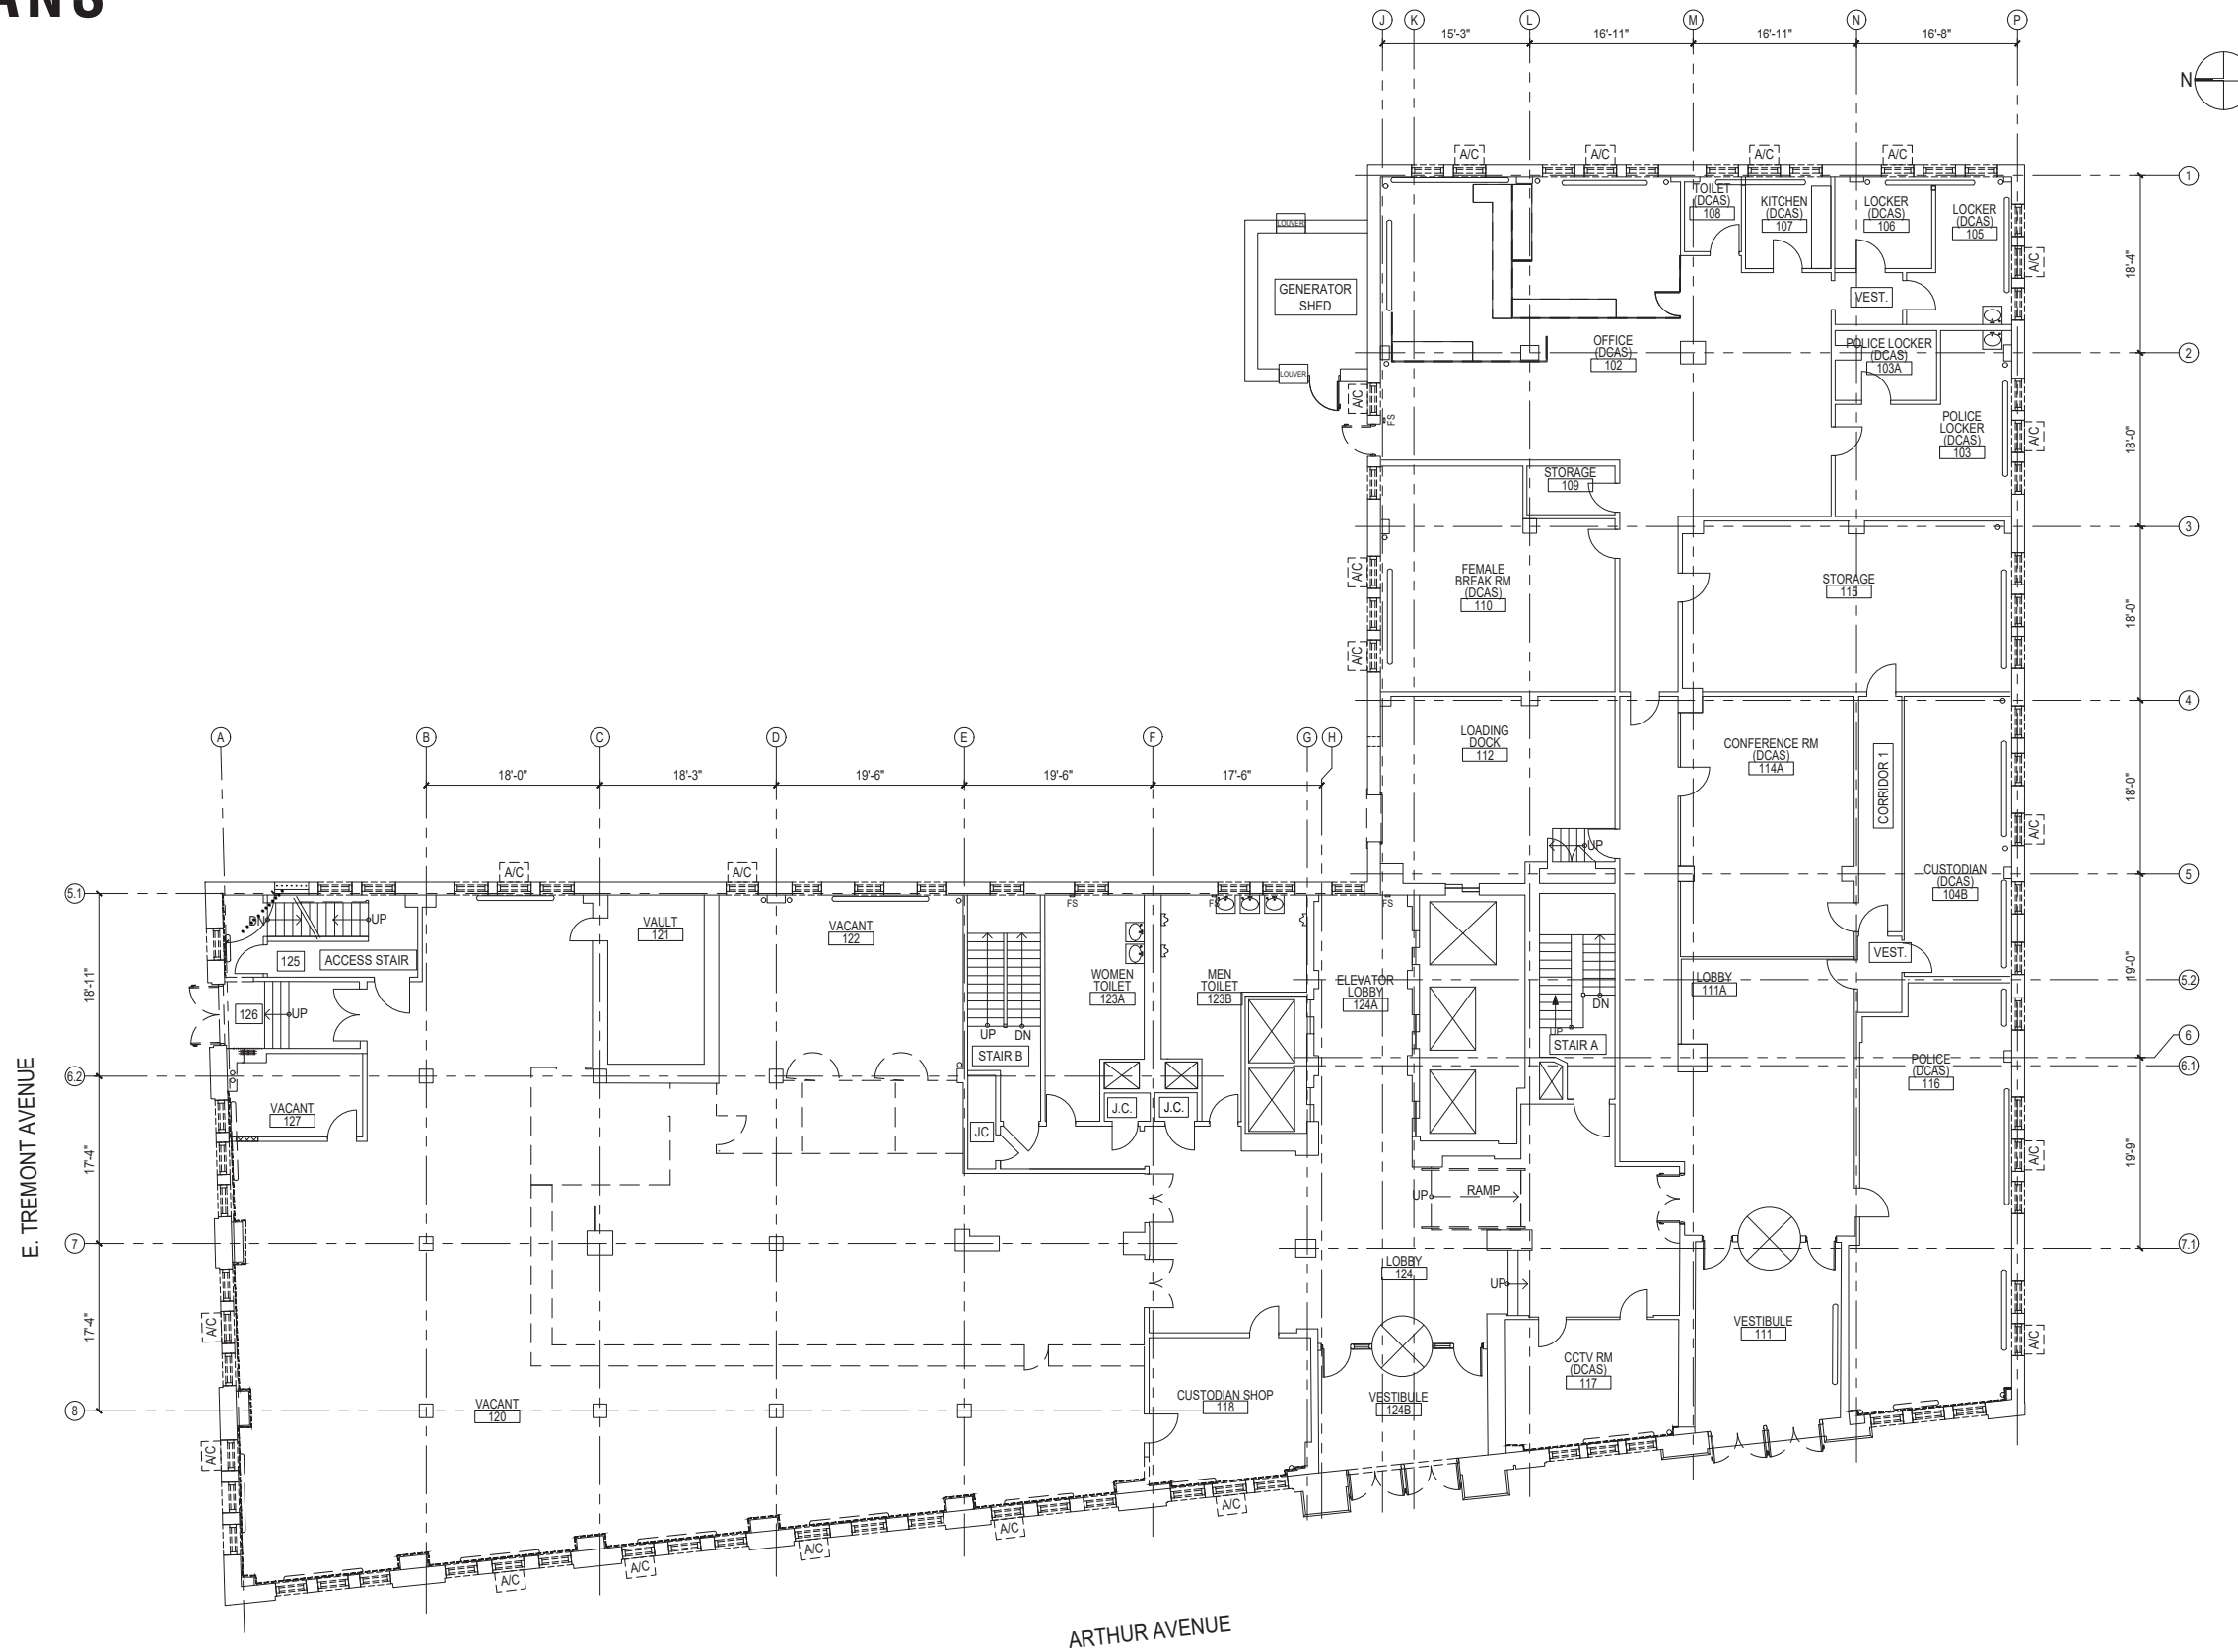 J K L M N P
15'-3" 16'-11" 16'-11" 16'-8"
N
A/C A/C A/C A/C
1
TOILET
(DCAS)
108
KITCHEN
(DCAS)
107
LOCKER
(DCAS)
106
LOCKER
(DCAS)
105
LOUVER
A/C
18'-4"
GENERATOR
SHED
VEST.
OFFICE
(DCAS)
102
POLICE LOCKER
(DCAS)
103A
2
LOUVER
A/C
FS
POLICE
LOCKER
(DCAS)
103
A/C
18'-0"
STORAGE
109
3
FEMALE
BREAK RM
(DCAS)
110
A/C
A/C
STORAGE
115
18'-0"
4
A B C D E F G H
18'-0" 18'-3" 19'-6" 19'-6" 17'-6"
LOADING
DOCK
112
CONFERENCE RM
(DCAS)
114A
CORRIDOR 1
18'-0"
A/C
UP
5
A/C A/C
CUSTODIAN
(DCAS)
104B
5.1
DN UP
125
ACCESS STAIR
VAULT
121
VACANT
122
FS FS FS
18'-11"
126
UP
WOMEN
TOILET
123A
MEN
TOILET
123B
ELEVATOR
LOBBY
124A
LOBBY
111A
VEST.
19'-0"
5.2
DN
UP
UP DN
STAIR B
STAIR A
6
6.1
6.2
POLICE
(DCAS)
116
VACANT
127
J.C. J.C.
JC
17'-4"
A/C
19'-9"
UP RAMP
E. TREMONT AVENUE
7
7.1
LOBBY
124
UP
17'-4"
A/C
VESTIBULE
111
A/C
CCTV RM
(DCAS)
117
CUSTODIAN SHOP
118
VESTIBULE
124B
8
VACANT
120
A/C
A/C
A/C
A/C
A/C
A/C
ARTHUR AVENUE